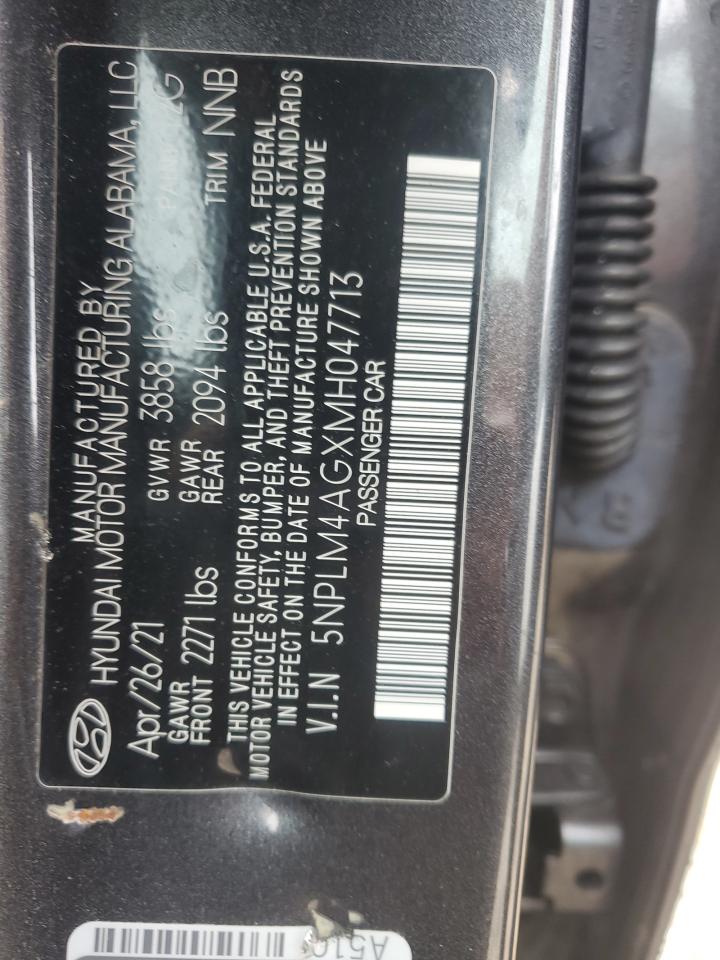 MANUFACTURED BY
HYUNDAI MOTOR MANUFACTURING ALABAMA, LLC
Apr/26/21 GVWR 3858 lbs
GAWR FRONT 2271 lbs GAWR REAR 2094 lbs TRIM NNB
THIS VEHICLE CONFORMS TO ALL APPLICABLE U.S.A. FEDERAL
MOTOR VEHICLE SAFETY, BUMPER, AND THEFT PREVENTION STANDARDS
IN EFFECT ON THE DATE OF MANUFACTURE SHOWN ABOVE
V.I.N 5NPLM4AGXMH047713
PASSENGER CAR